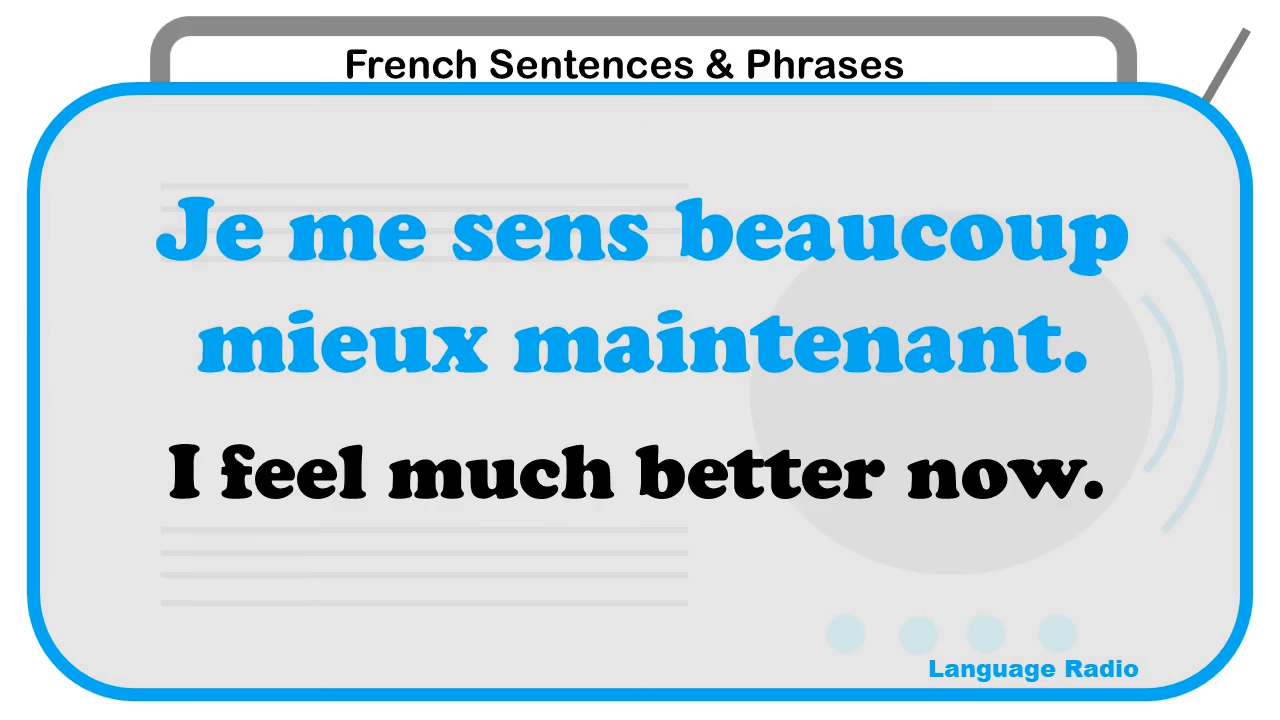 French Sentences & Phrases
Je me sens beaucoup
mieux maintenant.
I feel much better now.
Language Radio